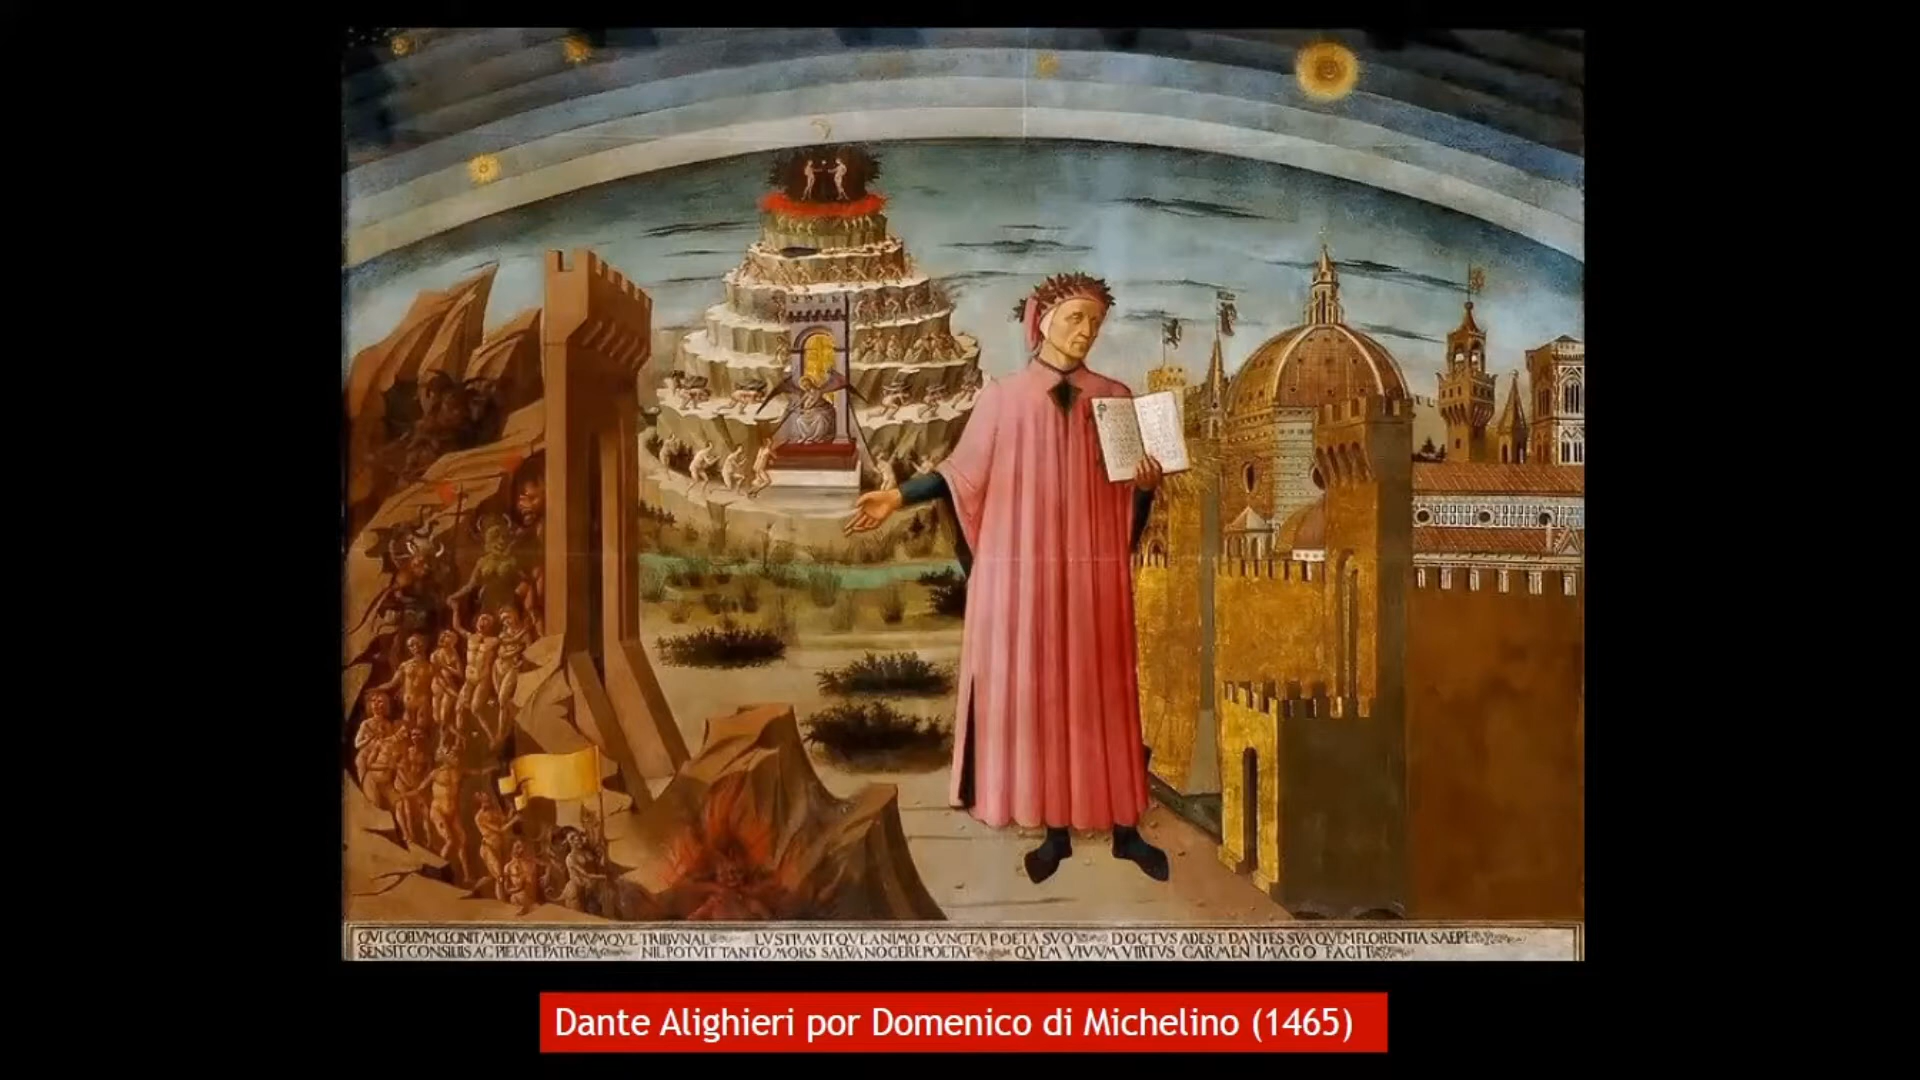 QVI COELVM CECINIT MEDIVMQVE IMVMQVE TRIBVNAL LVSTRAVITQVE ANIMO CVNCTA POETA SVO DOCTVS ADEST DANTES SVA QVEM FLORENTIA SAEPE
SENSIT CONSILIIS AC PIETATE PATREM NIL POTVIT TANTO MORS SAEVA NOCERE POETAE QVEM VIVVM VIRTVS CARMEN IMAGO FACIT
Dante Alighieri por Domenico di Michelino (1465)